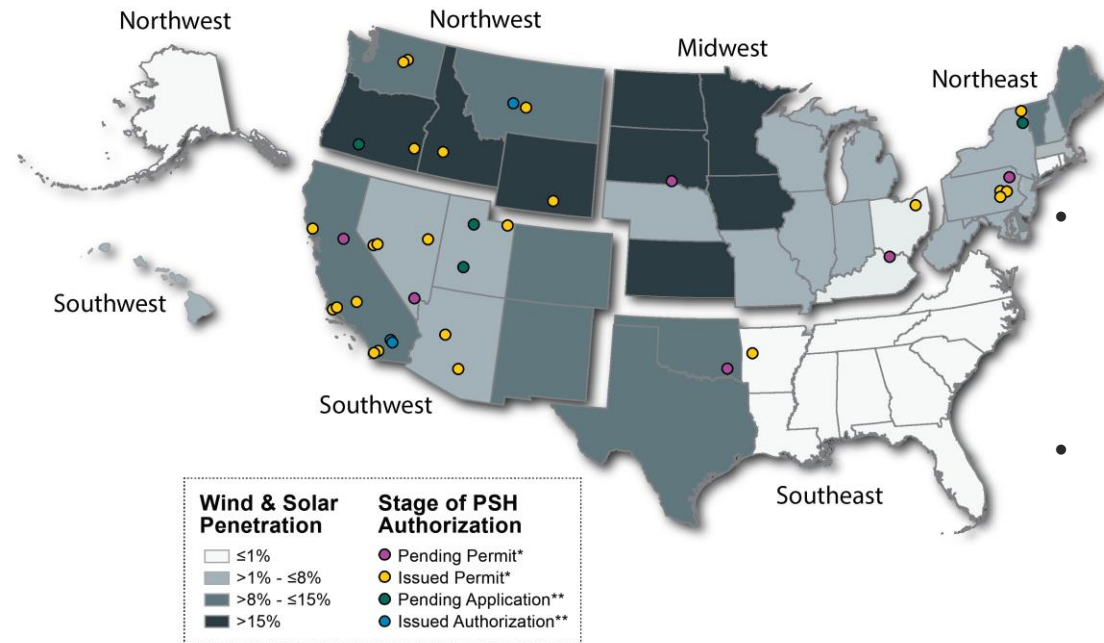 Northwest
Northwest
Midwest
Northeast
Southwest
Southwest
Southeast
Wind & Solar
Penetration
≤1%
>1% - ≤8%
>8% - ≤15%
>15%
Stage of PSH
Authorization
Pending Permit*
Issued Permit*
Pending Application**
Issued Authorization**